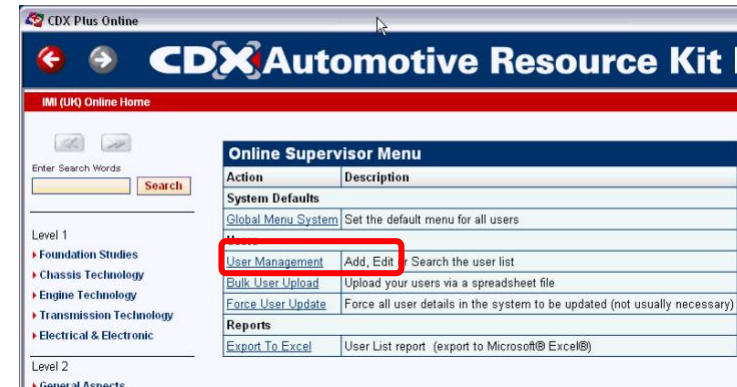 CDX Plus Online
CDX Automotive Resource Kit
IMI (UK) Online Home
Enter Search Words
Search
Level 1
Foundation Studies
Chassis Technology
Engine Technology
Transmission Technology
Electrical & Electronic
Level 2
General Aspects
Online Supervisor Menu
Action Description
System Defaults
Global Menu System Set the default menu for all users
Users
User Management Add, Edit or Search the user list
Bulk User Upload Upload your users via a spreadsheet file
Force User Update Force all user details in the system to be updated (not usually necessary)
Reports
Export To Excel User List report (export to Microsoft® Excel®)